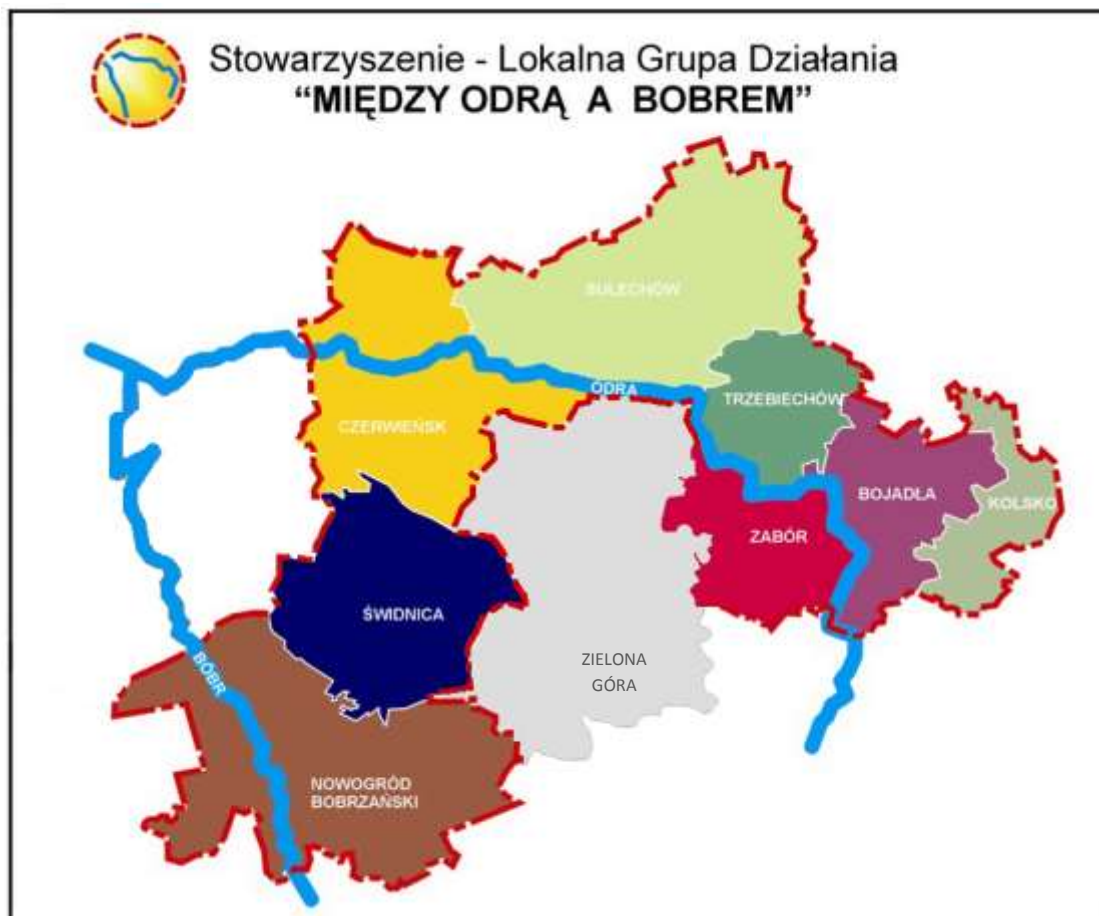 Stowarzyszenie - Lokalna Grupa Działania
“MIĘDZY ODRĄ A BOBREM”
SULECHÓW
ODRA
TRZEBIECHÓW
CZERWIEŃSK
BOJADŁA
KOLSKO
ZABÓR
ŚWIDNICA
ZIELONA
GÓRA
BÓBR
NOWOGRÓD
BOBRZAŃSKI